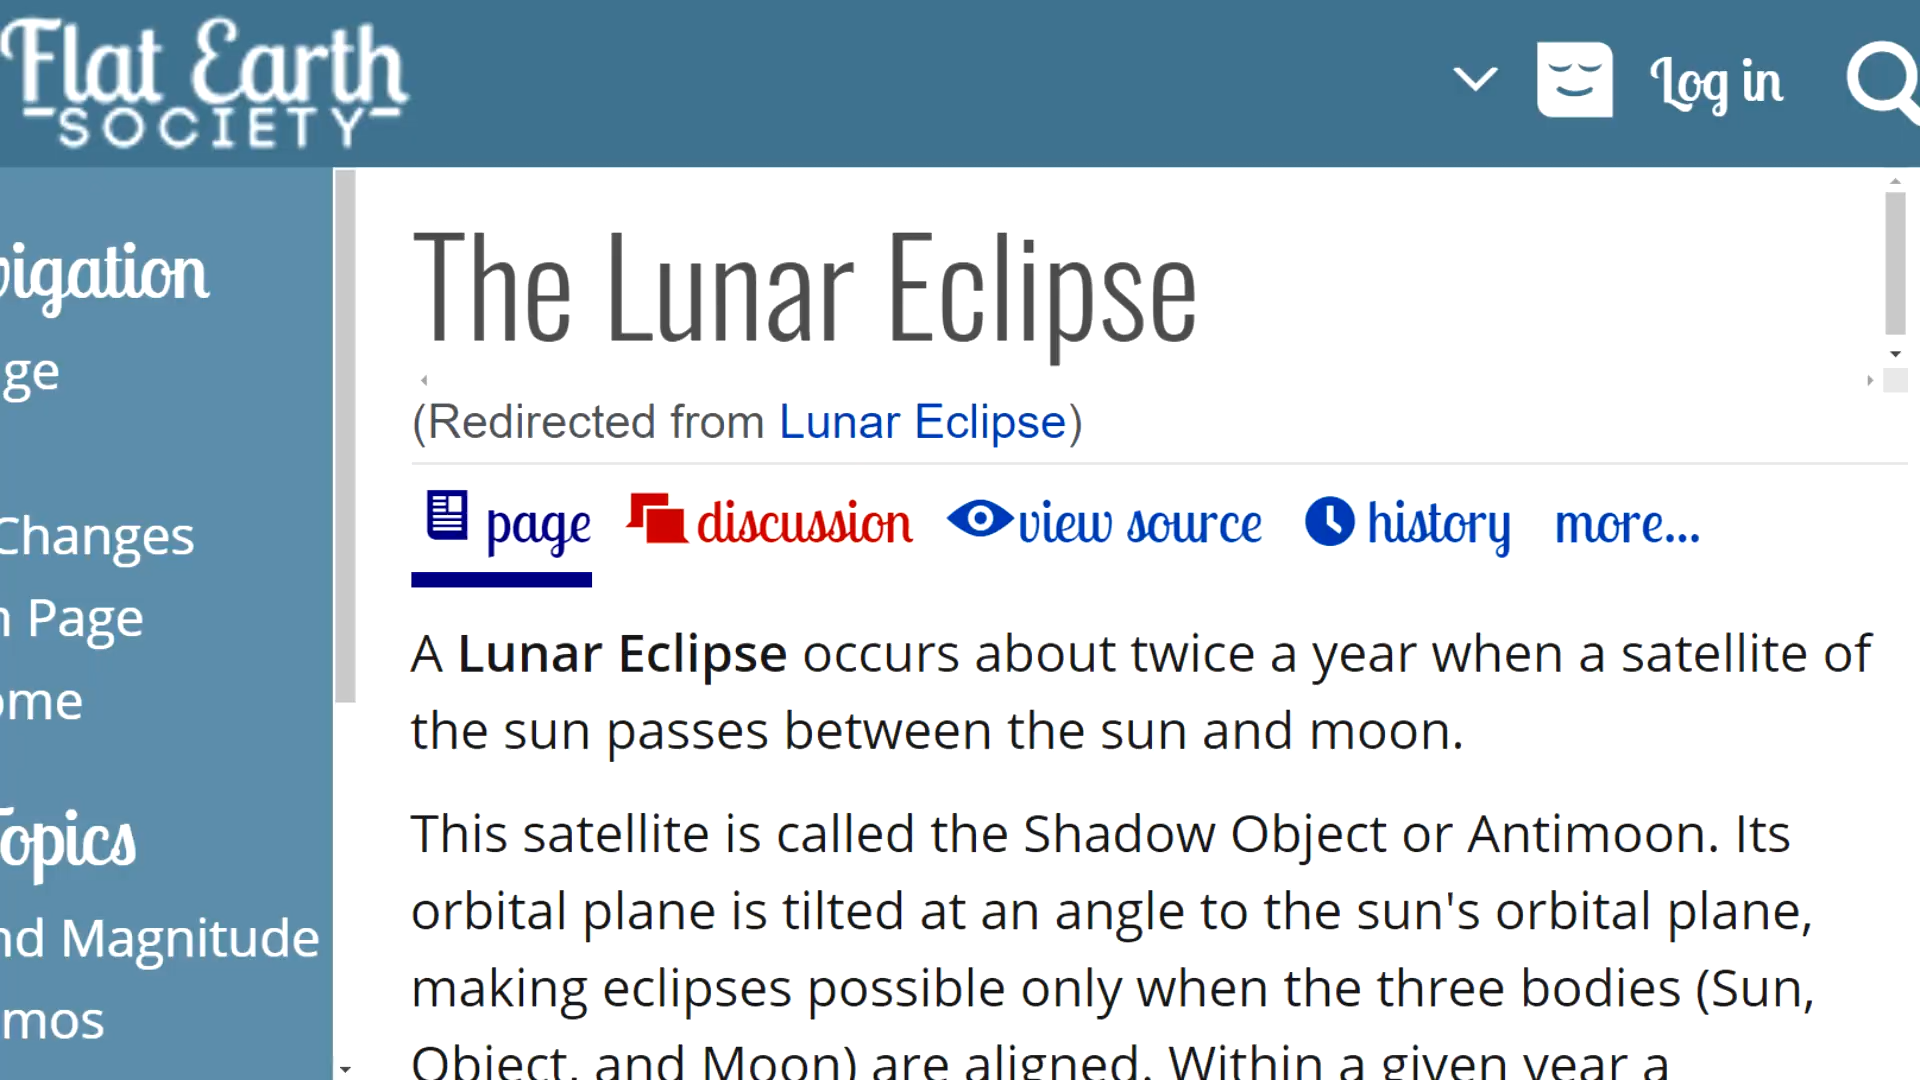 Flat Earth
SOCIETY
Log in
vigation
ge
Changes
Page
ome
Topics
nd Magnitude
mos
The Lunar Eclipse
(Redirected from Lunar Eclipse)
page discussion view source history more...
A Lunar Eclipse occurs about twice a year when a satellite of
the sun passes between the sun and moon.
This satellite is called the Shadow Object or Antimoon. Its
orbital plane is tilted at an angle to the sun's orbital plane,
making eclipses possible only when the three bodies (Sun,
Object, and Moon) are aligned. Within a given year a